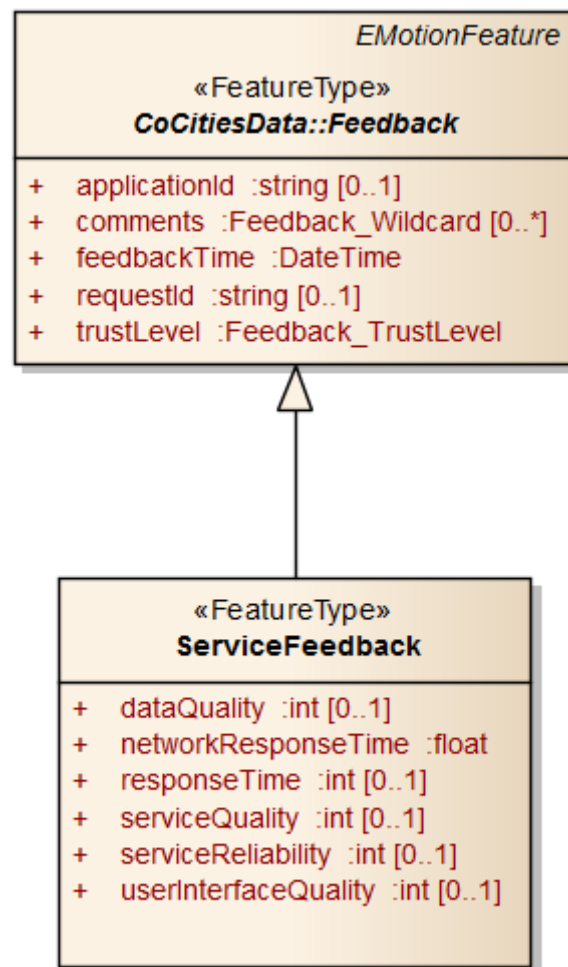 EMotionFeature
«FeatureType»
CoCitiesData::Feedback
+ applicationId :string [0..1]
+ comments :Feedback_Wildcard [0..*]
+ feedbackTime :DateTime
+ requestId :string [0..1]
+ trustLevel :Feedback_TrustLevel
«FeatureType»
ServiceFeedback
+ dataQuality :int [0..1]
+ networkResponseTime :float
+ responseTime :int [0..1]
+ serviceQuality :int [0..1]
+ serviceReliability :int [0..1]
+ userInterfaceQuality :int [0..1]